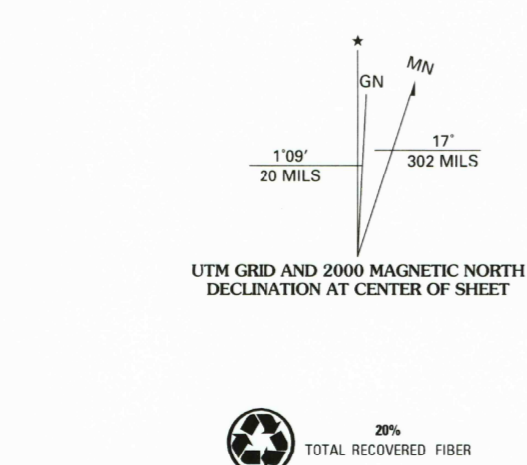 ★
MN
GN
1°09′
20 MILS
17°
302 MILS
UTM GRID AND 2000 MAGNETIC NORTH
DECLINATION AT CENTER OF SHEET
20%
TOTAL RECOVERED FIBER